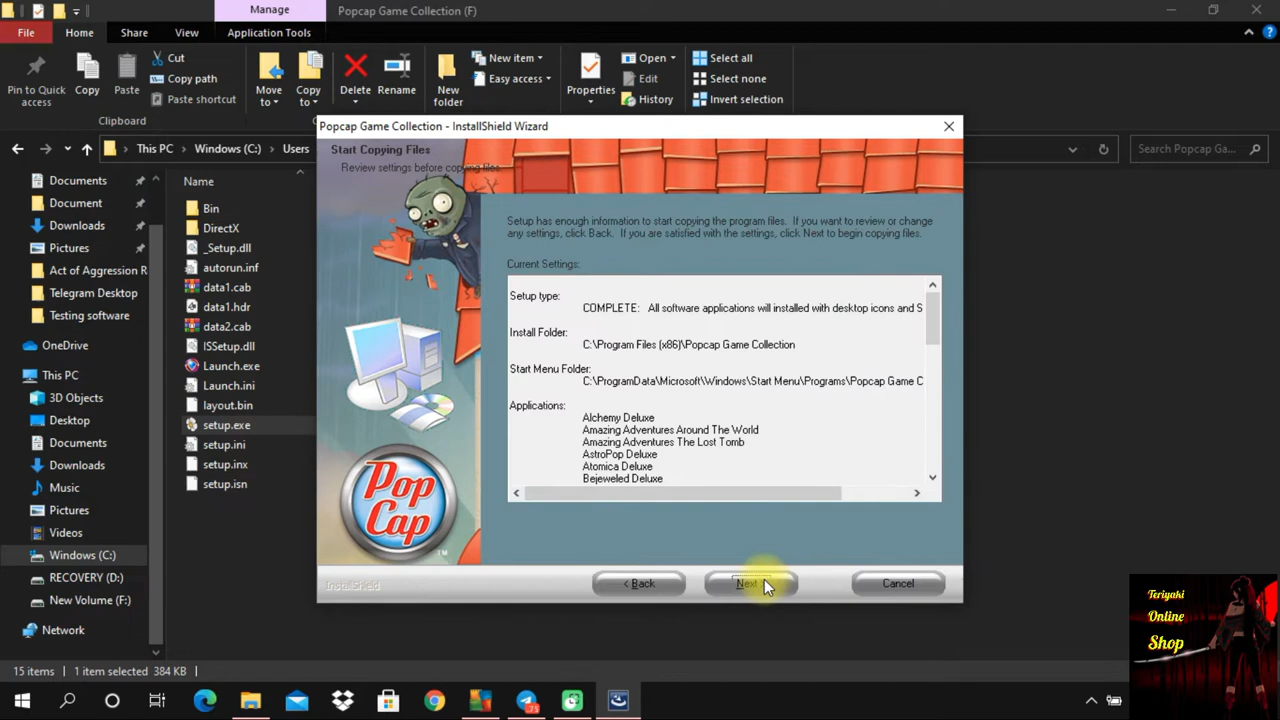 Manage
Popcap Game Collection (F)
File
Home
Share
View
Application Tools
Pin to Quick
access
Copy
Paste
Cut
Copy path
Paste shortcut
Move
to
Copy
to
Delete
Rename
New
folder
New item
Easy access
Properties
Open
Edit
History
Select all
Select none
Invert selection
Clipboard
This PC
Windows (C:)
Users
Search Popcap Ga...
Documents
Document
Downloads
Pictures
Act of Aggression R
Telegram Desktop
Testing software
OneDrive
This PC
3D Objects
Desktop
Documents
Downloads
Music
Pictures
Videos
Windows (C:)
RECOVERY (D:)
New Volume (F:)
Network
Name
Bin
DirectX
_Setup.dll
autorun.inf
data1.cab
data1.hdr
data2.cab
ISSetup.dll
Launch.exe
Launch.ini
layout.bin
setup.exe
setup.ini
setup.inx
setup.isn
Popcap Game Collection - InstallShield Wizard
Start Copying Files
Review settings before copying files.
Setup has enough information to start copying the program files. If you want to review or change
any settings, click Back. If you are satisfied with the settings, click Next to begin copying files.
Current Settings:
Setup type:
COMPLETE: All software applications will installed with desktop icons and S
Install Folder:
C:\Program Files (x86)\Popcap Game Collection
Start Menu Folder:
C:\ProgramData\Microsoft\Windows\Start Menu\Programs\Popcap Game C
Applications:
Alchemy Deluxe
Amazing Adventures Around The World
Amazing Adventures The Lost Tomb
AstroPop Deluxe
Atomica Deluxe
Bejeweled Deluxe
Pop
Cap
TM
InstallShield
< Back
Next
Cancel
15 items
1 item selected 384 KB
73
Teriyaki
Online
Shop